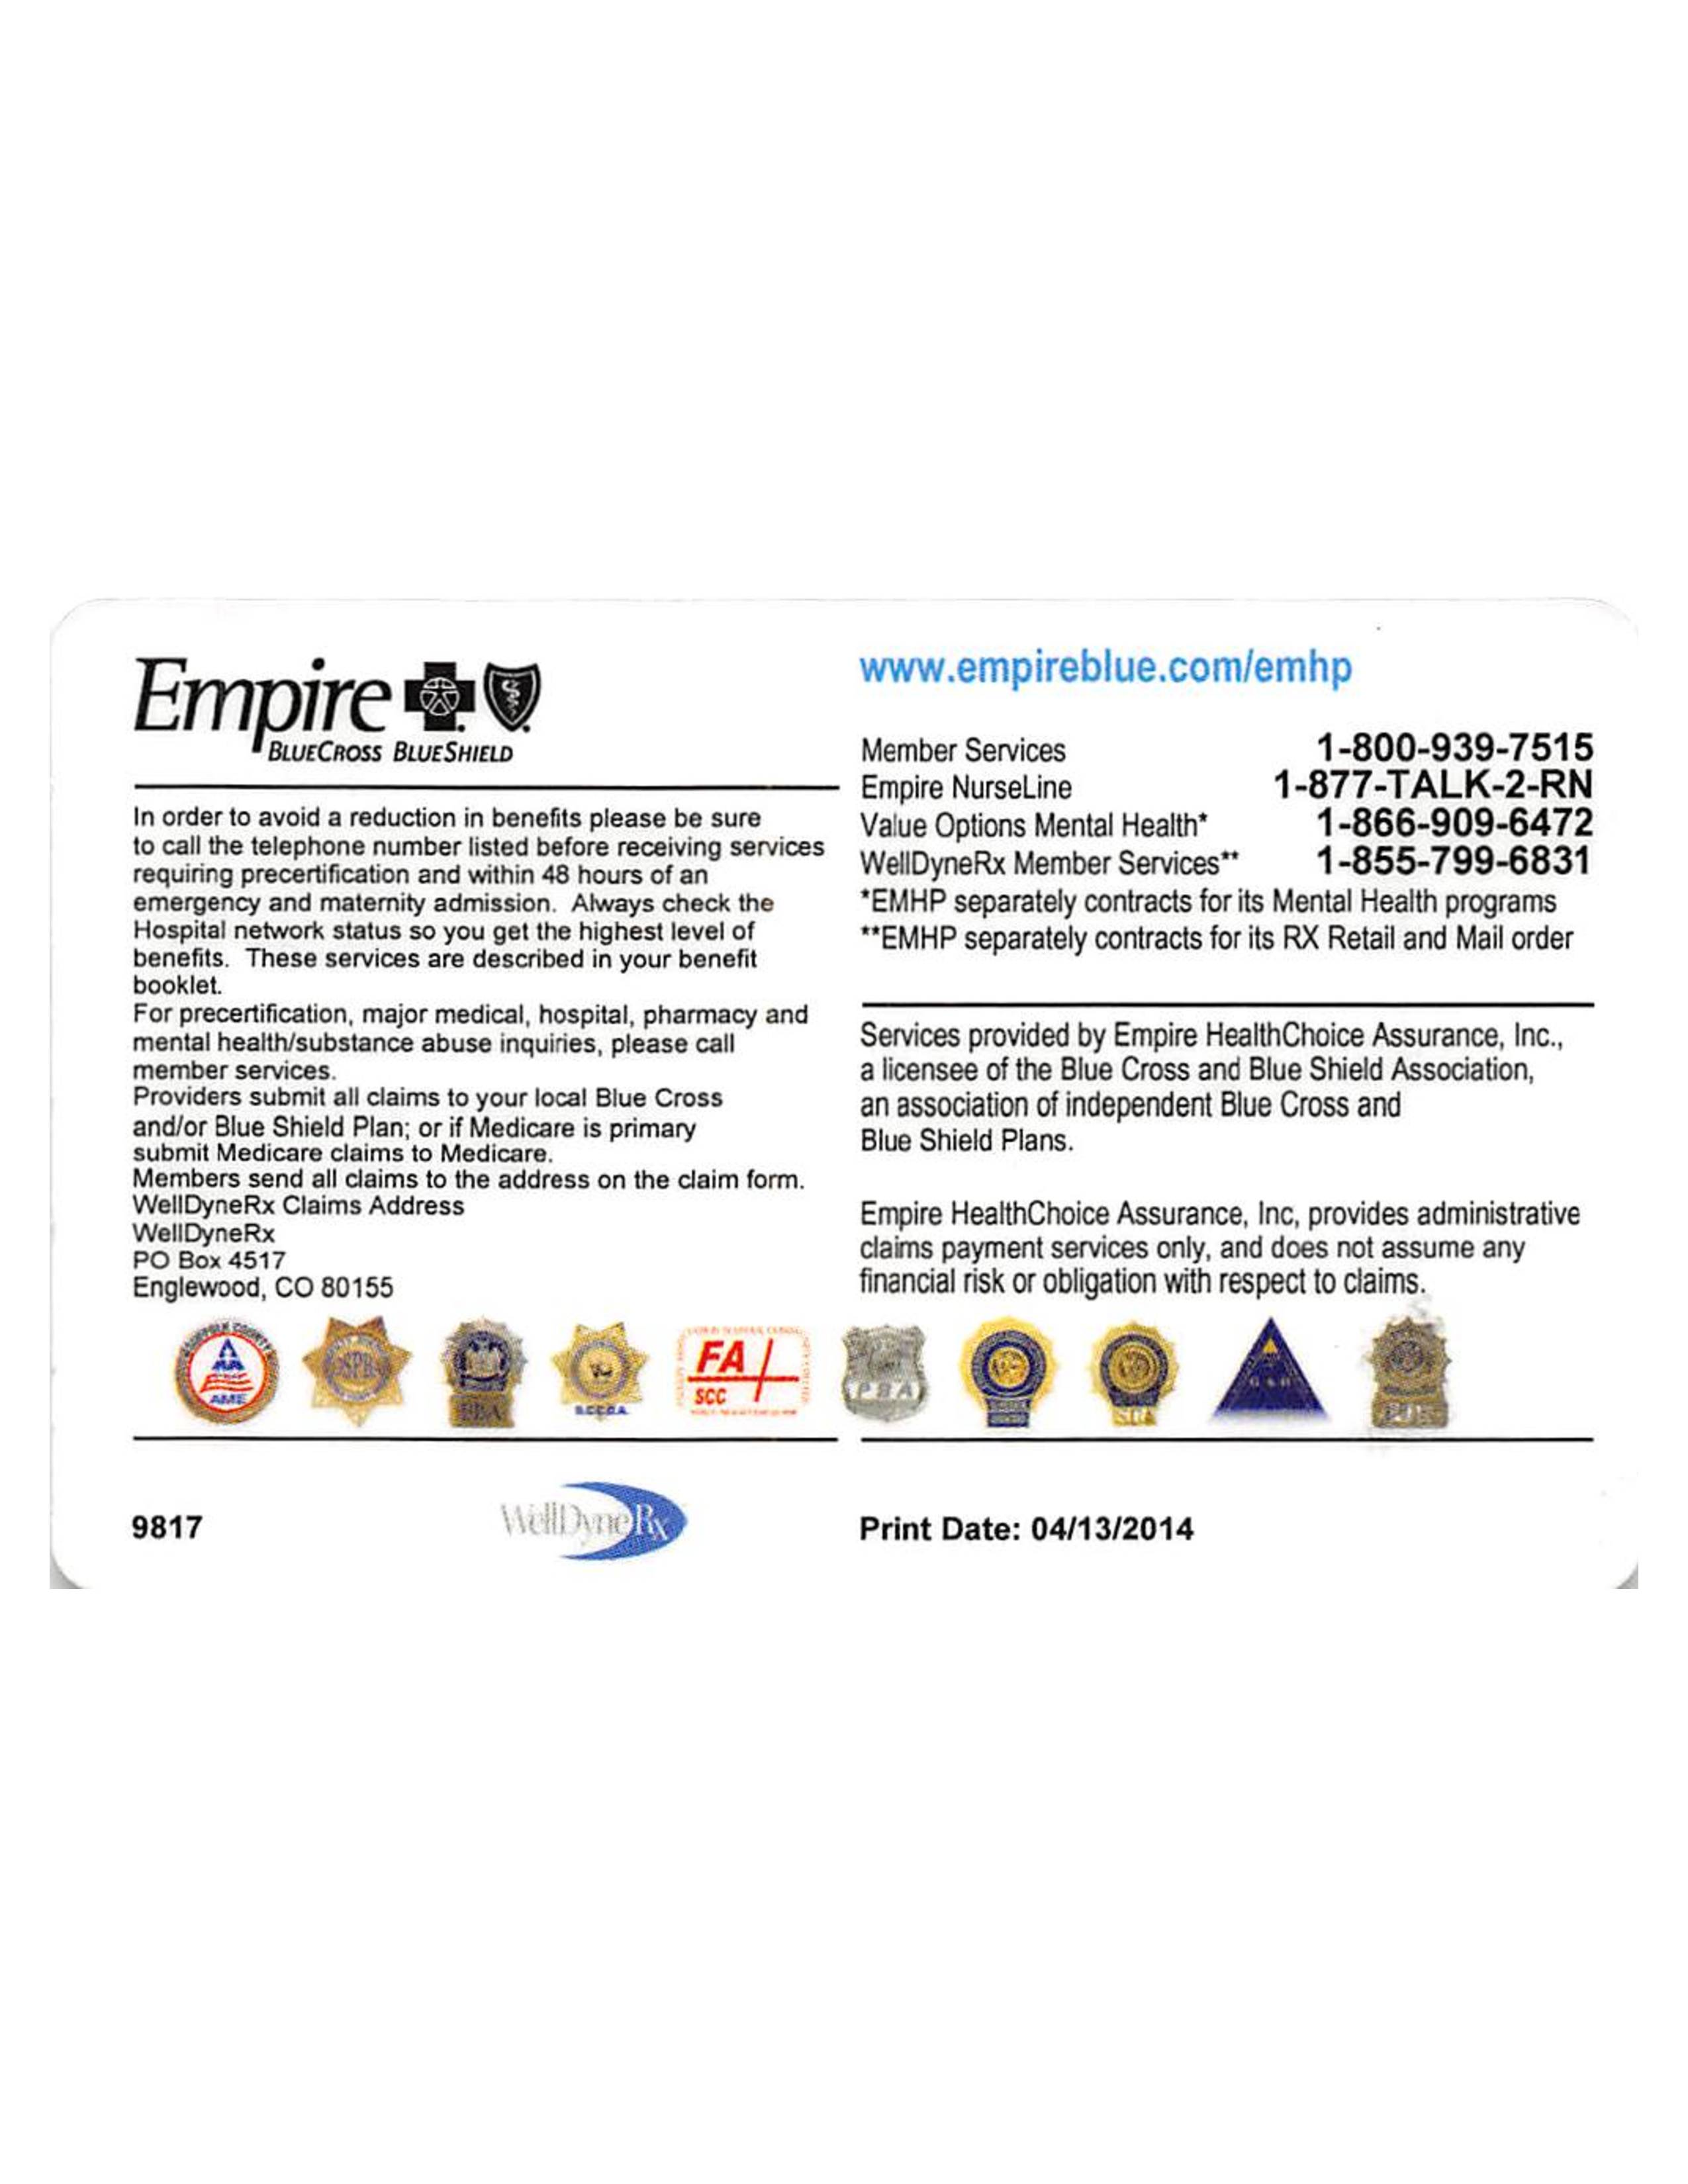 Empire
BLUECROSS BLUESHIELD
In order to avoid a reduction in benefits please be sure
to call the telephone number listed before receiving services
requiring precertification and within 48 hours of an
emergency and maternity admission. Always check the
Hospital network status so you get the highest level of
benefits. These services are described in your benefit
booklet.
For precertification, major medical, hospital, pharmacy and
mental health/substance abuse inquiries, please call
member services.
Providers submit all claims to your local Blue Cross
and/or Blue Shield Plan; or if Medicare is primary
submit Medicare claims to Medicare.
Members send all claims to the address on the claim form.
WellDyneRx Claims Address
WellDyneRx
PO Box 4517
Englewood, CO 80155
www.empireblue.com/emhp
Member Services 1-800-939-7515
Empire NurseLine 1-877-TALK-2-RN
Value Options Mental Health* 1-866-909-6472
WellDyneRx Member Services** 1-855-799-6831
*EMHP separately contracts for its Mental Health programs
**EMHP separately contracts for its RX Retail and Mail order
Services provided by Empire HealthChoice Assurance, Inc.,
a licensee of the Blue Cross and Blue Shield Association,
an association of independent Blue Cross and
Blue Shield Plans.
Empire HealthChoice Assurance, Inc, provides administrative
claims payment services only, and does not assume any
financial risk or obligation with respect to claims.
SUFFOLK COUNTY
AME
FA
SCC
PBA
9817
WellDyneRx
Print Date: 04/13/2014